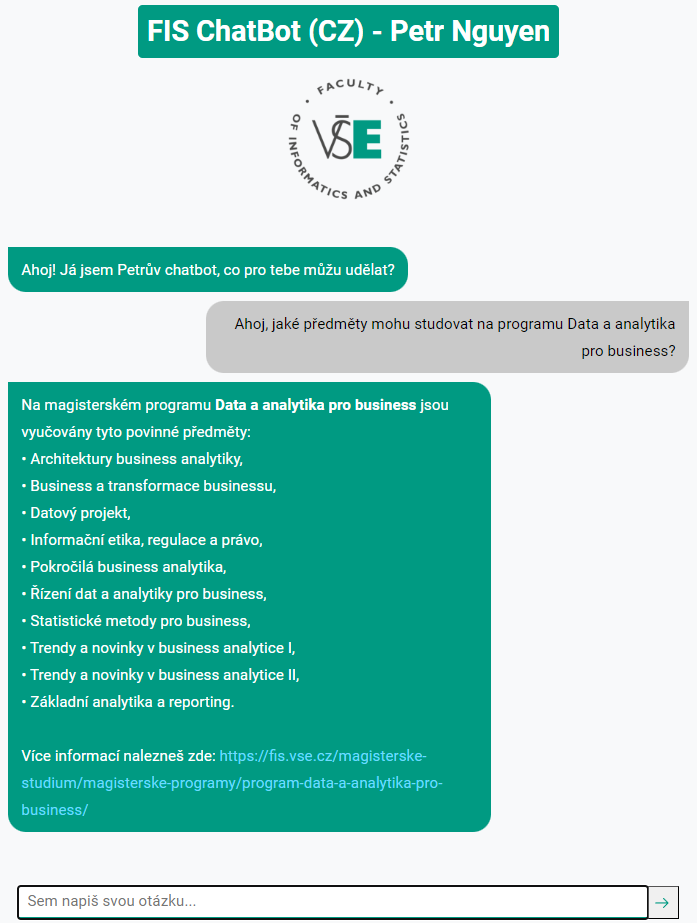 FIS ChatBot (CZ) - Petr Nguyen
• FACULTY •
OF INFORMATICS AND STATISTICS
VŠE
Ahoj! Já jsem Petrův chatbot, co pro tebe můžu udělat?
Ahoj, jaké předměty mohu studovat na programu Data a analytika
pro business?
Na magisterském programu Data a analytika pro business jsou
vyučovány tyto povinné předměty:
• Architektury business analytiky,
• Business a transformace businessu,
• Datový projekt,
• Informační etika, regulace a právo,
• Pokročilá business analytika,
• Řízení dat a analytiky pro business,
• Statistické metody pro business,
• Trendy a novinky v business analytice I,
• Trendy a novinky v business analytice II,
• Základní analytika a reporting.
Více informací nalezneš zde: https://fis.vse.cz/magisterske-
studium/magisterske-programy/program-data-a-analytika-pro-
business/
Sem napiš svou otázku...